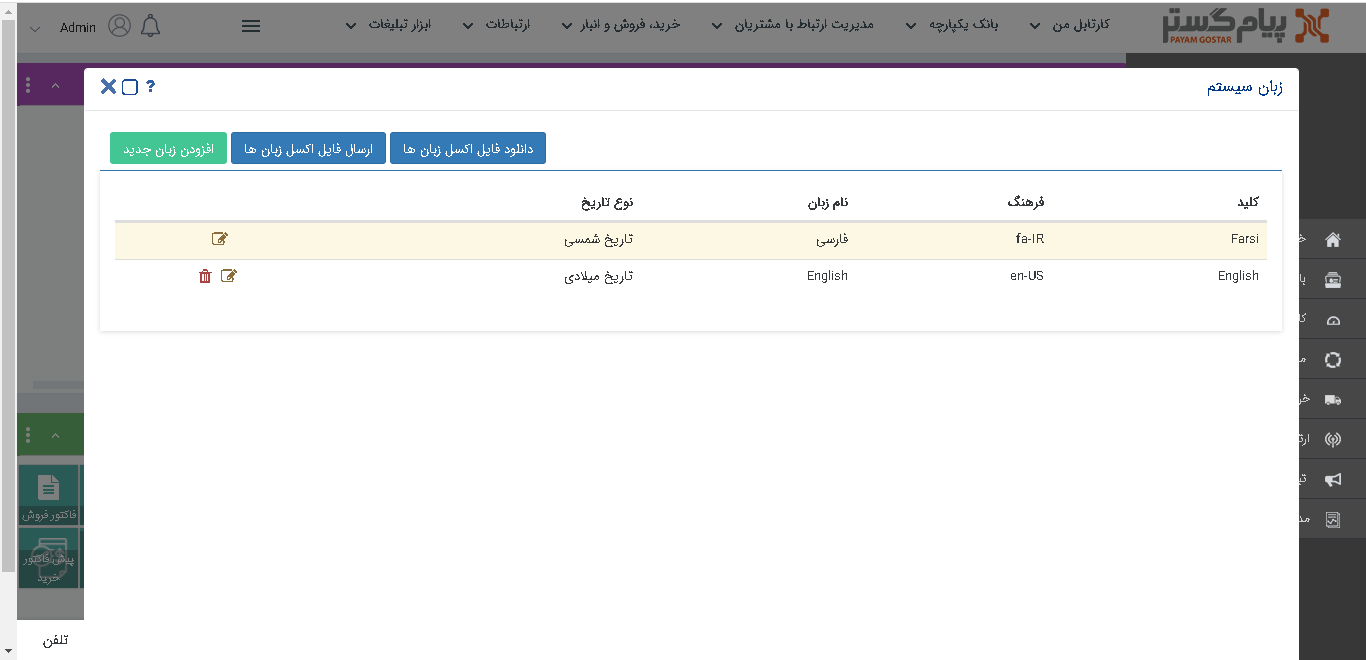 پیام گستر
PAYAM GOSTAR
کارتابل من
بانک یکپارچه
مدیریت ارتباط با مشتریان
خرید، فروش و انبار
ارتباطات
ابزار تبلیغات
Admin
زبان سیستم
?
دانلود فایل اکسل زبان ها
ارسال فایل اکسل زبان ها
افزودن زبان جدید
کلید فرهنگ نام زبان نوع تاریخ
Farsi fa-IR فارسی تاریخ شمسی
English en-US English تاریخ میلادی
فاکتور فروش
پیش فاکتور
خرید
تلفن